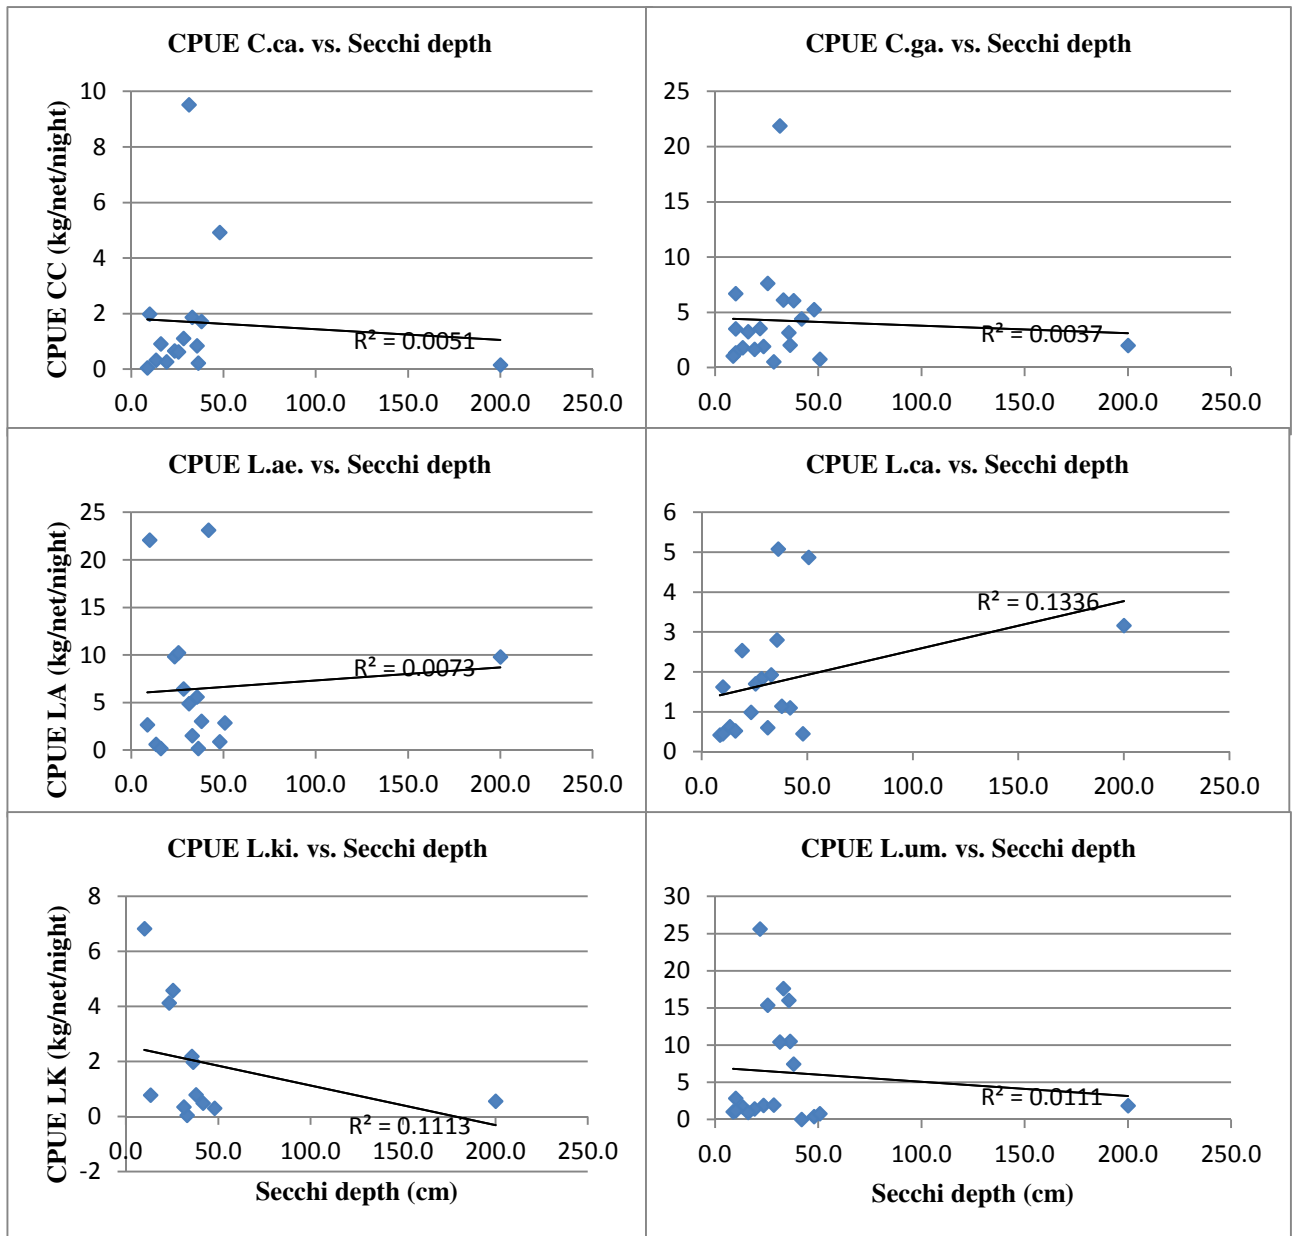 CPUE C.ca. vs. Secchi depth
CPUE CC (kg/net/night)
10
8
6
4
2
0
R² = 0.0051
0.0 50.0 100.0 150.0 200.0 250.0
CPUE C.ga. vs. Secchi depth
25
20
15
10
5
0
R² = 0.0037
0.0 50.0 100.0 150.0 200.0 250.0
CPUE L.ae. vs. Secchi depth
CPUE LA (kg/net/night)
25
20
15
10
5
0
R² = 0.0073
0.0 50.0 100.0 150.0 200.0 250.0
CPUE L.ca. vs. Secchi depth
6
5
4
3
2
1
0
R² = 0.1336
0.0 50.0 100.0 150.0 200.0 250.0
CPUE L.ki. vs. Secchi depth
CPUE LK (kg/net/night)
8
6
4
2
0
-2
R² = 0.1113
0.0 50.0 100.0 150.0 200.0 250.0
Secchi depth (cm)
CPUE L.um. vs. Secchi depth
30
25
20
15
10
5
0
R² = 0.0111
0.0 50.0 100.0 150.0 200.0 250.0
Secchi depth (cm)